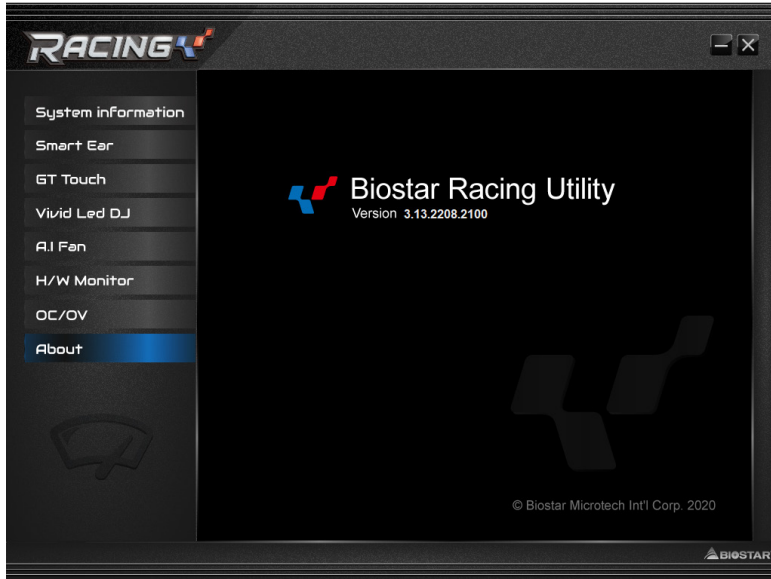 RACING
System information
Smart Ear
GT Touch
Vivid Led DJ
A.I Fan
H/W Monitor
OC/OV
About
Biostar Racing Utility
Version 3.13.2208.2100
© Biostar Microtech Int'l Corp. 2020
BIOSTAR